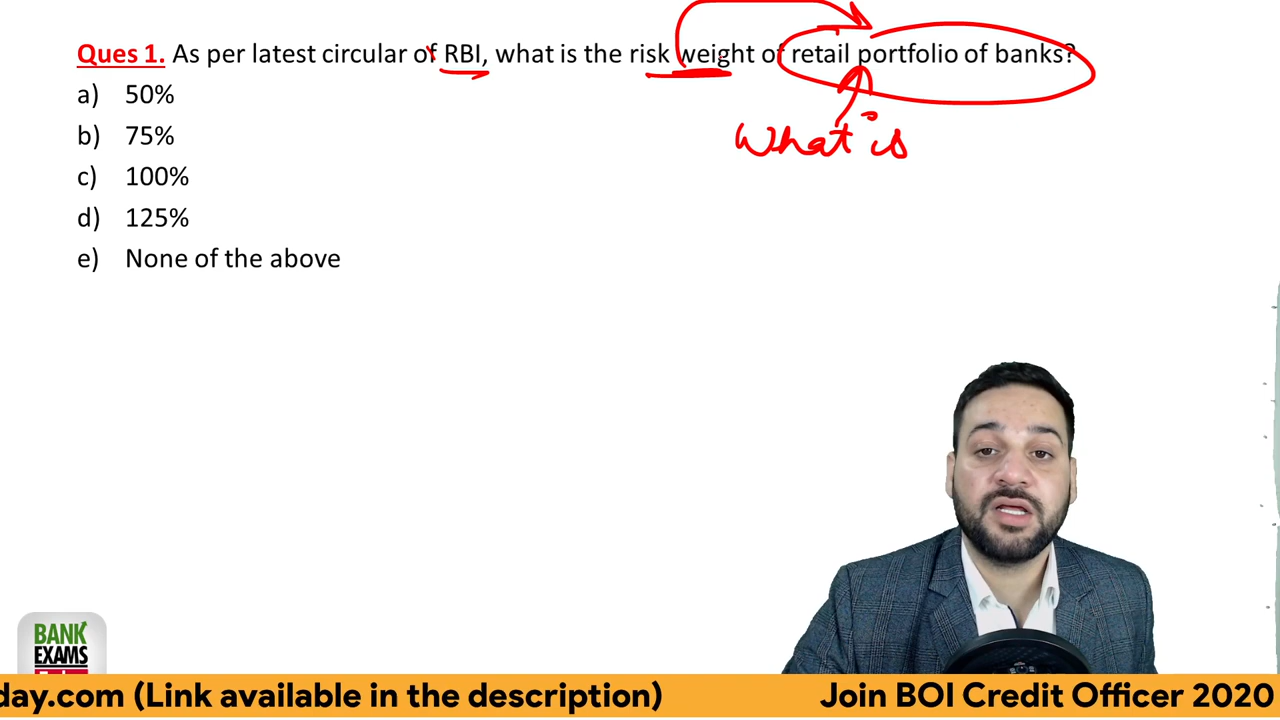 Ques 1. As per latest circular of RBI, what is the risk weight of retail portfolio of banks?
a) 50%
b) 75%
c) 100%
d) 125%
e) None of the above
What is
BANK
EXAMS
day.com (Link available in the description) Join BOI Credit Officer 2020